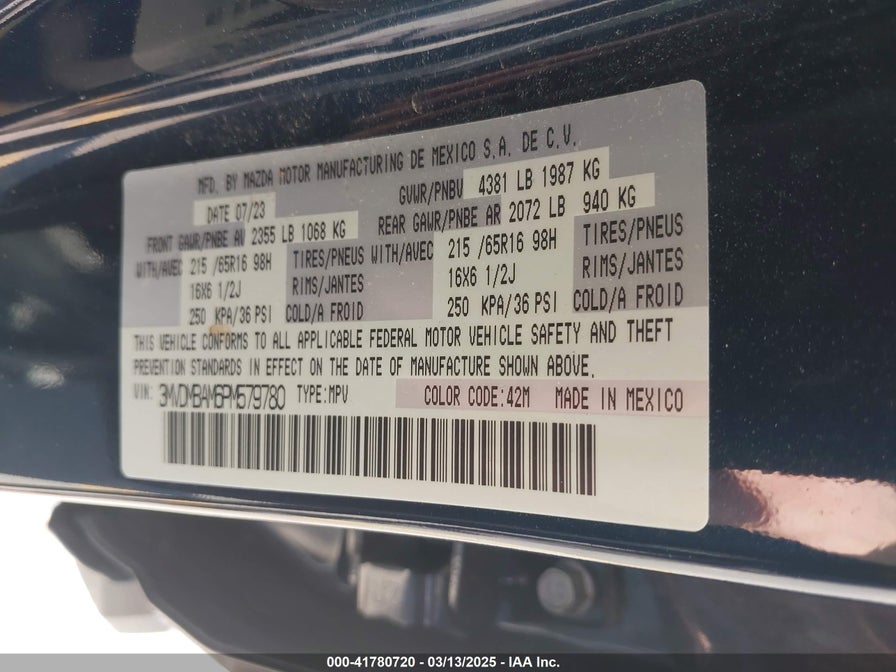 MFD. BY MAZDA MOTOR MANUFACTURING DE MEXICO S.A. DE C.V.
DATE 07/23 GVWR/PNBV 4381 LB 1987 KG
FRONT GAWR/PNBE AV 2355 LB 1068 KG REAR GAWR/PNBE AR 2072 LB 940 KG
WITH/AVEC 215 /65R16 98H TIRES/PNEUS WITH/AVEC 215 /65R16 98H TIRES/PNEUS
16X6 1/2J RIMS/JANTES 16X6 1/2J RIMS/JANTES
250 KPA/36 PSI COLD/A FROID 250 KPA/36 PSI COLD/A FROID
THIS VEHICLE CONFORMS TO ALL APPLICABLE FEDERAL MOTOR VEHICLE SAFETY AND THEFT
PREVENTION STANDARDS IN EFFECT ON THE DATE OF MANUFACTURE SHOWN ABOVE.
VIN: 3MVDMBAM6PM579780 TYPE:MPV COLOR CODE:42M MADE IN MEXICO
000-41780720 - 03/13/2025 - IAA Inc.